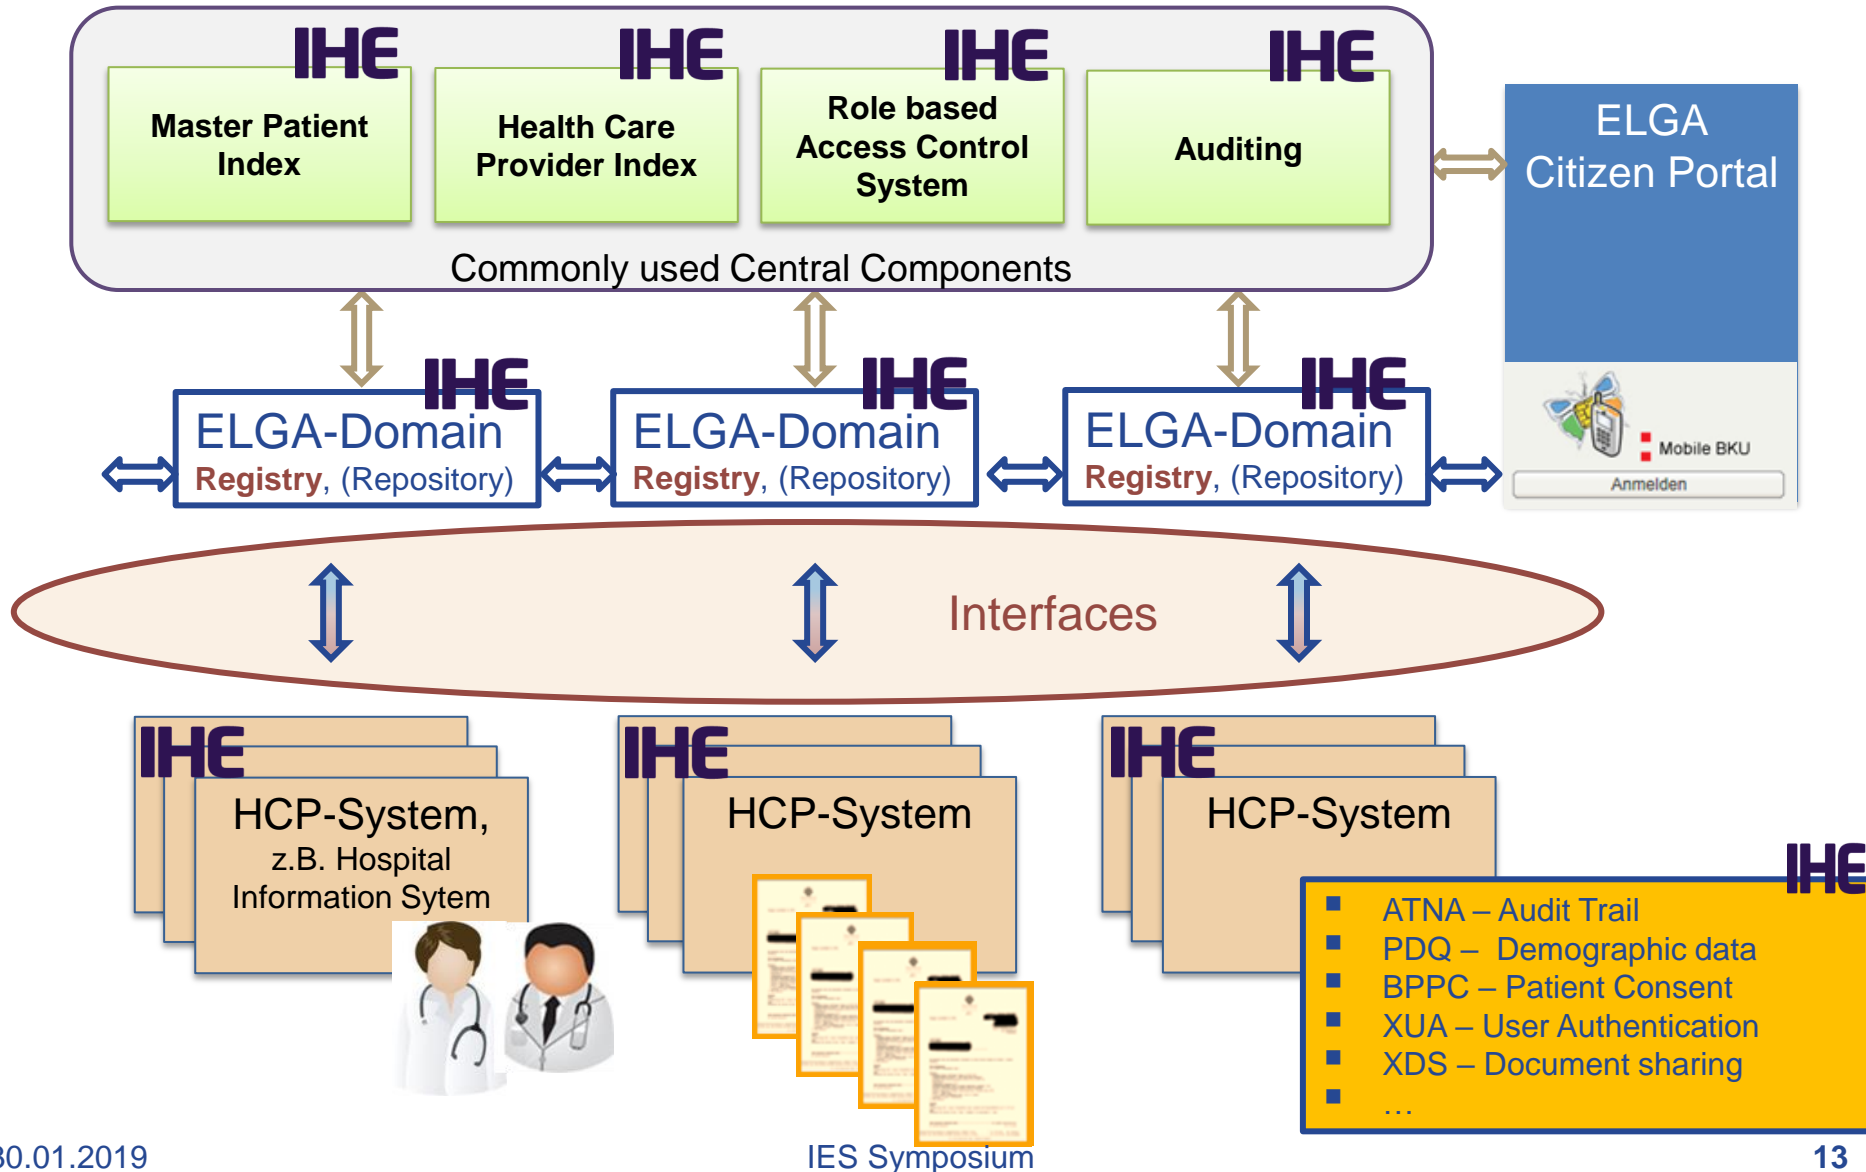 IHE
IHE
IHE
IHE
Master Patient
Index
Health Care
Provider Index
Role based
Access Control
System
Auditing
Commonly used Central Components
ELGA
Citizen Portal
Mobile BKU
Anmelden
IHE
IHE
IHE
ELGA-Domain
Registry, (Repository)
ELGA-Domain
Registry, (Repository)
ELGA-Domain
Registry, (Repository)
Interfaces
IHE
IHE
IHE
HCP-System,
z.B. Hospital
Information Sytem
HCP-System
HCP-System
IHE
ATNA – Audit Trail
PDQ – Demographic data
BPPC – Patient Consent
XUA – User Authentication
XDS – Document sharing
…
30.01.2019
IES Symposium
13